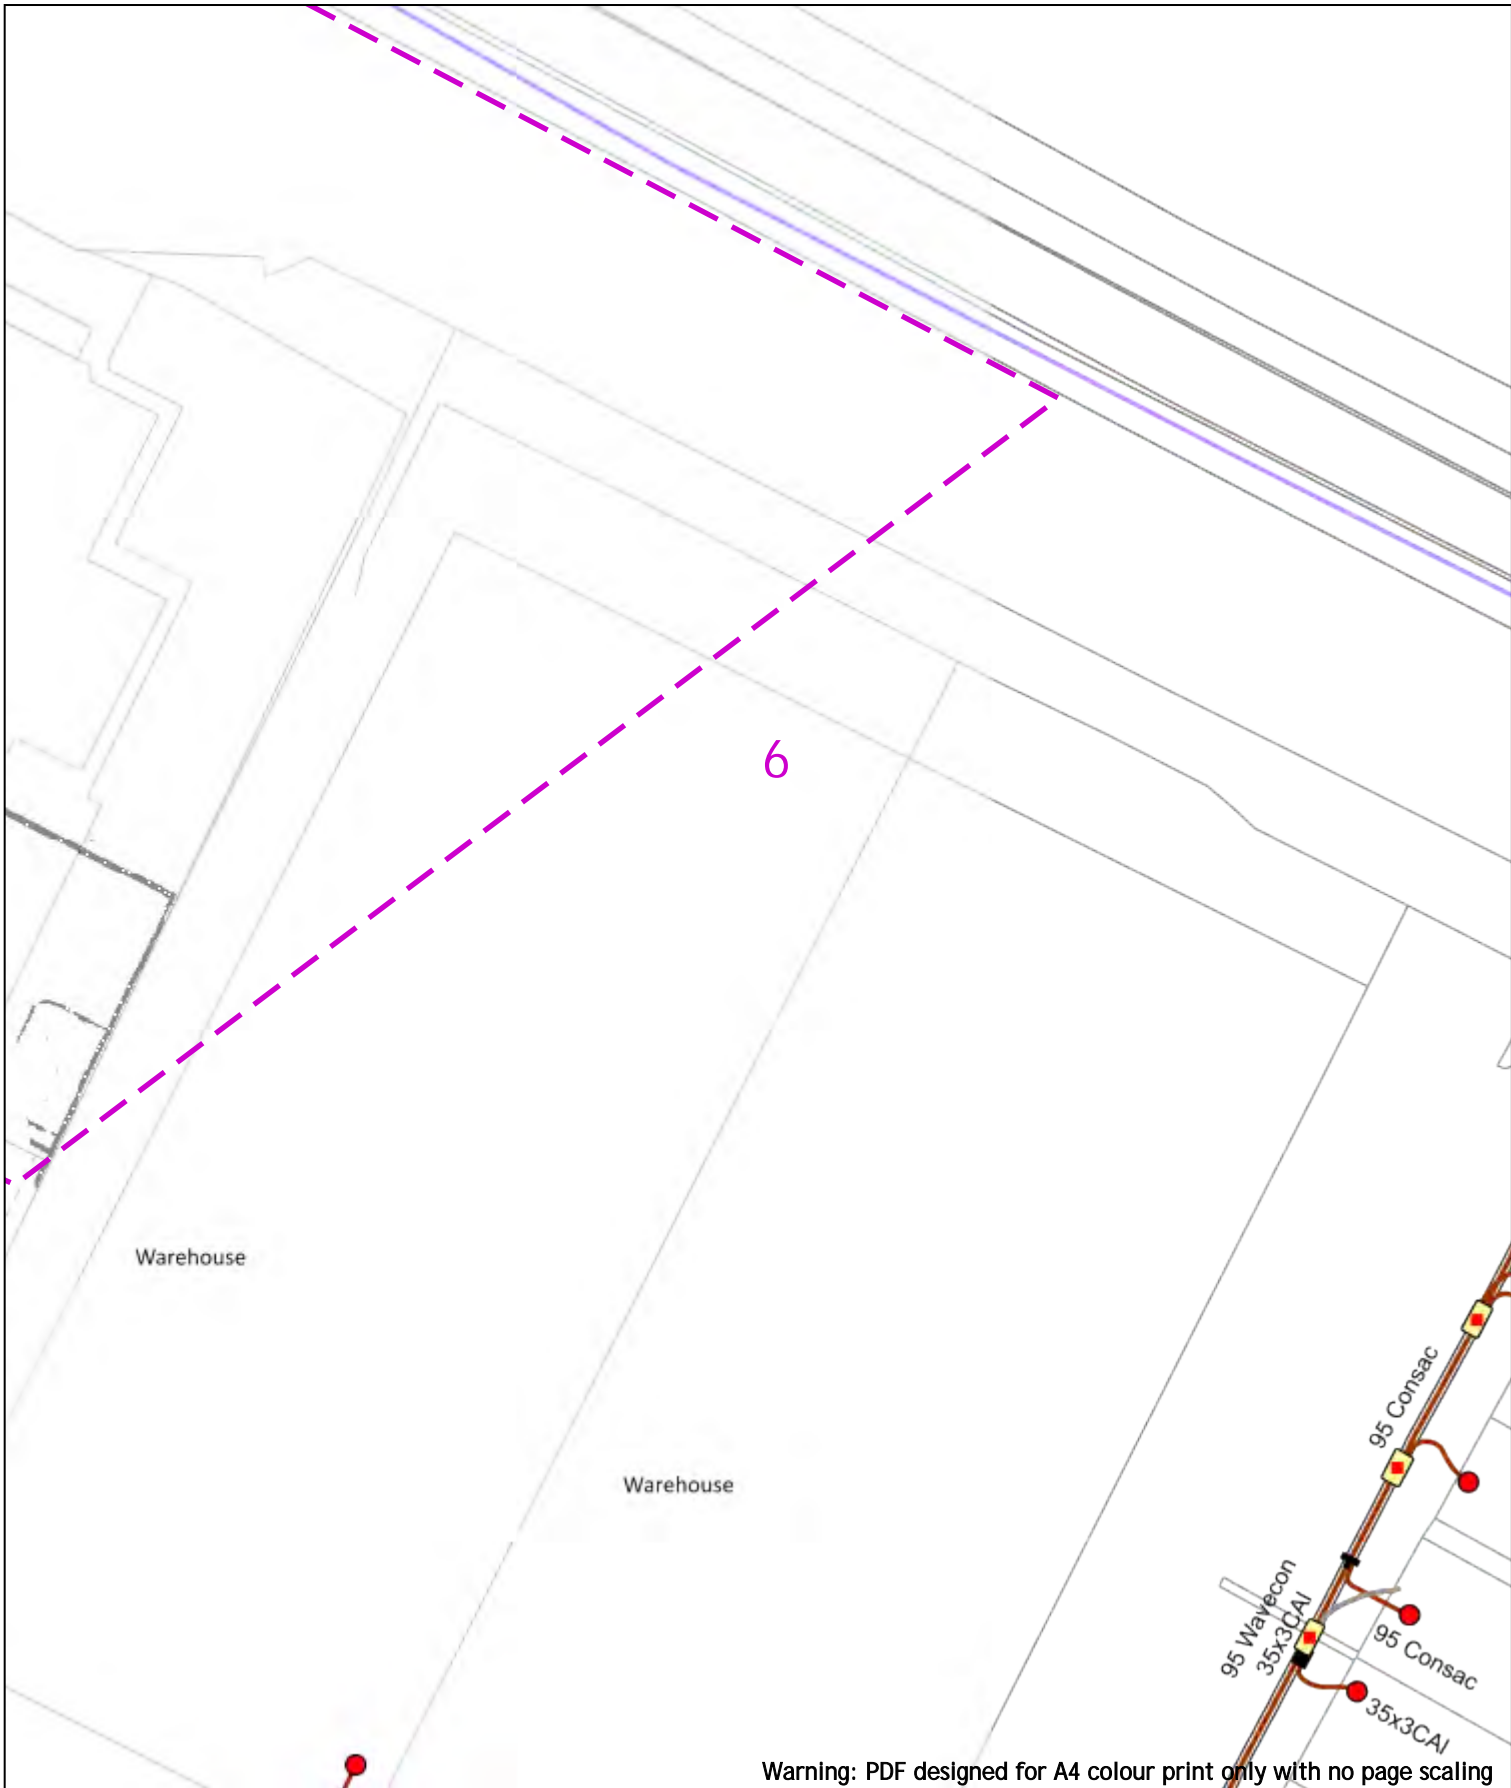 6
Warehouse
95 Consac
Warehouse
95 Wavecon
35x3CAI
95 Consac
35x3CAI
Warning: PDF designed for A4 colour print only with no page scaling